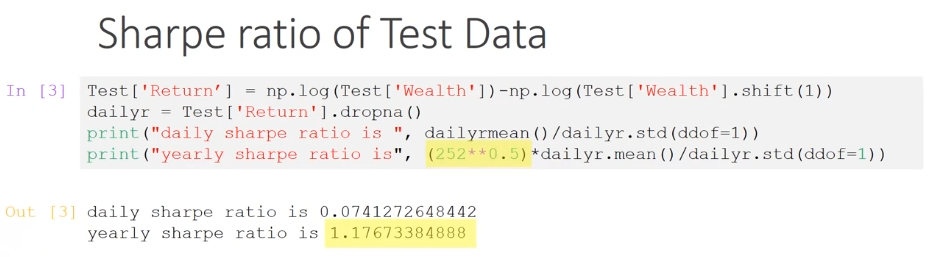 Sharpe ratio of Test Data
In [3] Test['Return’] = np.log(Test['Wealth'])-np.log(Test['Wealth'].shift(1))
dailyr = Test['Return'].dropna()
print("daily sharpe ratio is ", dailyrmean()/dailyr.std(ddof=1))
print("yearly sharpe ratio is", (252**0.5)*dailyr.mean()/dailyr.std(ddof=1))
Out [3] daily sharpe ratio is 0.0741272648442
yearly sharpe ratio is 1.17673384888